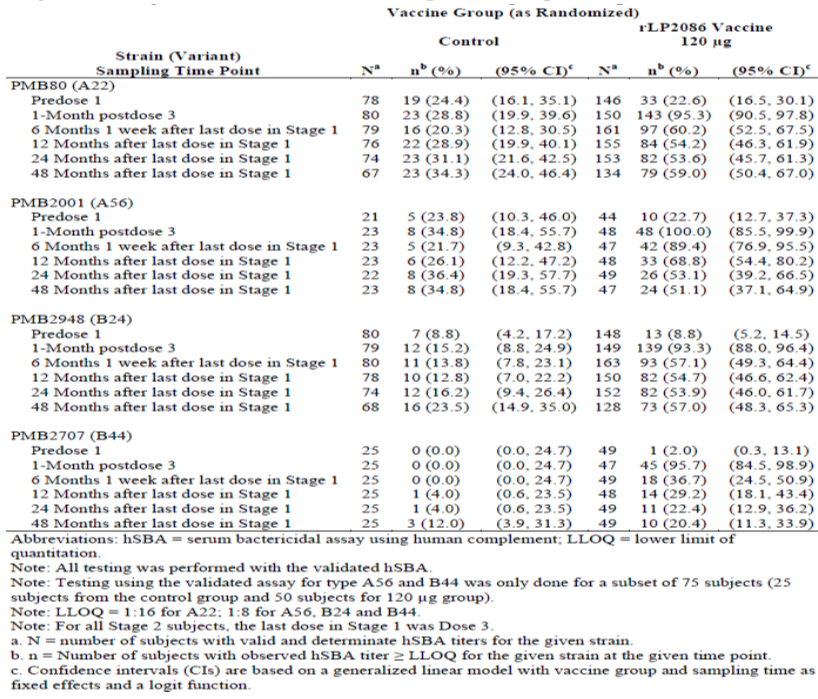 Vaccine Group (as Randomized)
Control rLP2086 Vaccine 120 µg
Strain (Variant)
Sampling Time Point Nᵃ nᵇ (%) (95% CI)ᶜ Nᵃ nᵇ (%) (95% CI)ᶜ
PMB80 (A22)
Predose 1 78 19 (24.4) (16.1, 35.1) 146 33 (22.6) (16.5, 30.1)
1-Month postdose 3 80 23 (28.8) (19.9, 39.6) 150 143 (95.3) (90.5, 97.8)
6 Months 1 week after last dose in Stage 1 79 16 (20.3) (12.8, 30.5) 161 97 (60.2) (52.5, 67.5)
12 Months after last dose in Stage 1 76 22 (28.9) (19.9, 40.1) 155 84 (54.2) (46.3, 61.9)
24 Months after last dose in Stage 1 74 23 (31.1) (21.6, 42.5) 153 82 (53.6) (45.7, 61.3)
48 Months after last dose in Stage 1 67 23 (34.3) (24.0, 46.4) 134 79 (59.0) (50.4, 67.0)
PMB2001 (A56)
Predose 1 21 5 (23.8) (10.3, 46.0) 44 10 (22.7) (12.7, 37.3)
1-Month postdose 3 23 8 (34.8) (18.4, 55.7) 48 48 (100.0) (85.5, 99.9)
6 Months 1 week after last dose in Stage 1 23 5 (21.7) (9.3, 42.8) 47 42 (89.4) (76.9, 95.5)
12 Months after last dose in Stage 1 23 6 (26.1) (12.2, 47.2) 48 33 (68.8) (54.4, 80.2)
24 Months after last dose in Stage 1 22 8 (36.4) (19.3, 57.7) 49 26 (53.1) (39.2, 66.5)
48 Months after last dose in Stage 1 23 8 (34.8) (18.4, 55.7) 47 24 (51.1) (37.1, 64.9)
PMB2948 (B24)
Predose 1 80 7 (8.8) (4.2, 17.2) 148 13 (8.8) (5.2, 14.5)
1-Month postdose 3 79 12 (15.2) (8.8, 24.9) 149 139 (93.3) (88.0, 96.4)
6 Months 1 week after last dose in Stage 1 80 11 (13.8) (7.8, 23.1) 163 93 (57.1) (49.3, 64.4)
12 Months after last dose in Stage 1 78 10 (12.8) (7.0, 22.2) 150 82 (54.7) (46.6, 62.4)
24 Months after last dose in Stage 1 74 12 (16.2) (9.4, 26.4) 152 82 (53.9) (46.0, 61.7)
48 Months after last dose in Stage 1 68 16 (23.5) (14.9, 35.0) 128 73 (57.0) (48.3, 65.3)
PMB2707 (B44)
Predose 1 25 0 (0.0) (0.0, 24.7) 49 1 (2.0) (0.3, 13.1)
1-Month postdose 3 25 0 (0.0) (0.0, 24.7) 47 45 (95.7) (84.5, 98.9)
6 Months 1 week after last dose in Stage 1 25 0 (0.0) (0.0, 24.7) 49 18 (36.7) (24.5, 50.9)
12 Months after last dose in Stage 1 25 1 (4.0) (0.6, 23.5) 48 14 (29.2) (18.1, 43.4)
24 Months after last dose in Stage 1 25 1 (4.0) (0.6, 23.5) 49 11 (22.4) (12.9, 36.2)
48 Months after last dose in Stage 1 25 3 (12.0) (3.9, 31.3) 49 10 (20.4) (11.3, 33.9)
Abbreviations: hSBA = serum bactericidal assay using human complement; LLOQ = lower limit of
quantitation.
Note: All testing was performed with the validated hSBA.
Note: Testing using the validated assay for type A56 and B44 was only done for a subset of 75 subjects (25
subjects from the control group and 50 subjects for 120 µg group).
Note: LLOQ = 1:16 for A22; 1:8 for A56, B24 and B44.
Note: For all Stage 2 subjects, the last dose in Stage 1 was Dose 3.
a. N = number of subjects with valid and determinate hSBA titers for the given strain.
b. n = Number of subjects with observed hSBA titer ≥ LLOQ for the given strain at the given time point.
c. Confidence intervals (CIs) are based on a generalized linear model with vaccine group and sampling time as
fixed effects and a logit function.